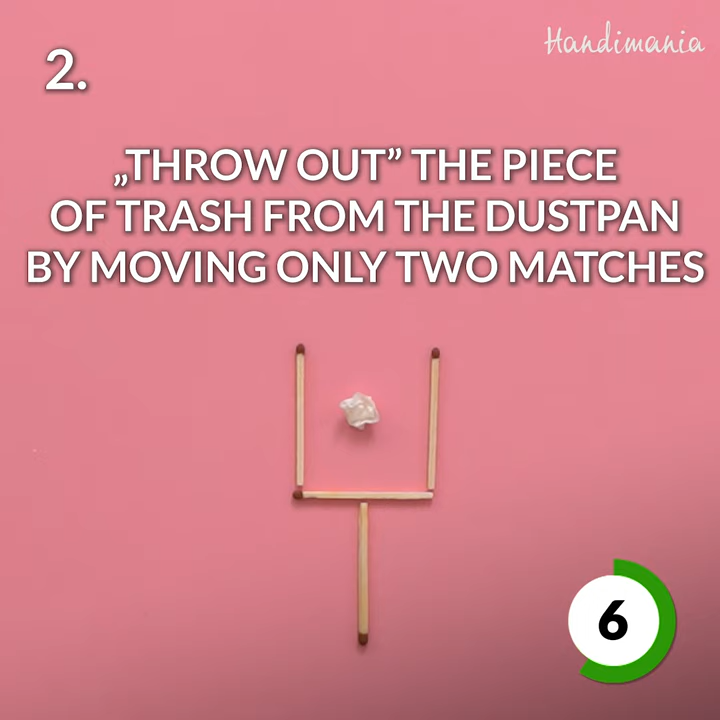 Handimania
2.
„THROW OUT” THE PIECE
OF TRASH FROM THE DUSTPAN
BY MOVING ONLY TWO MATCHES
6